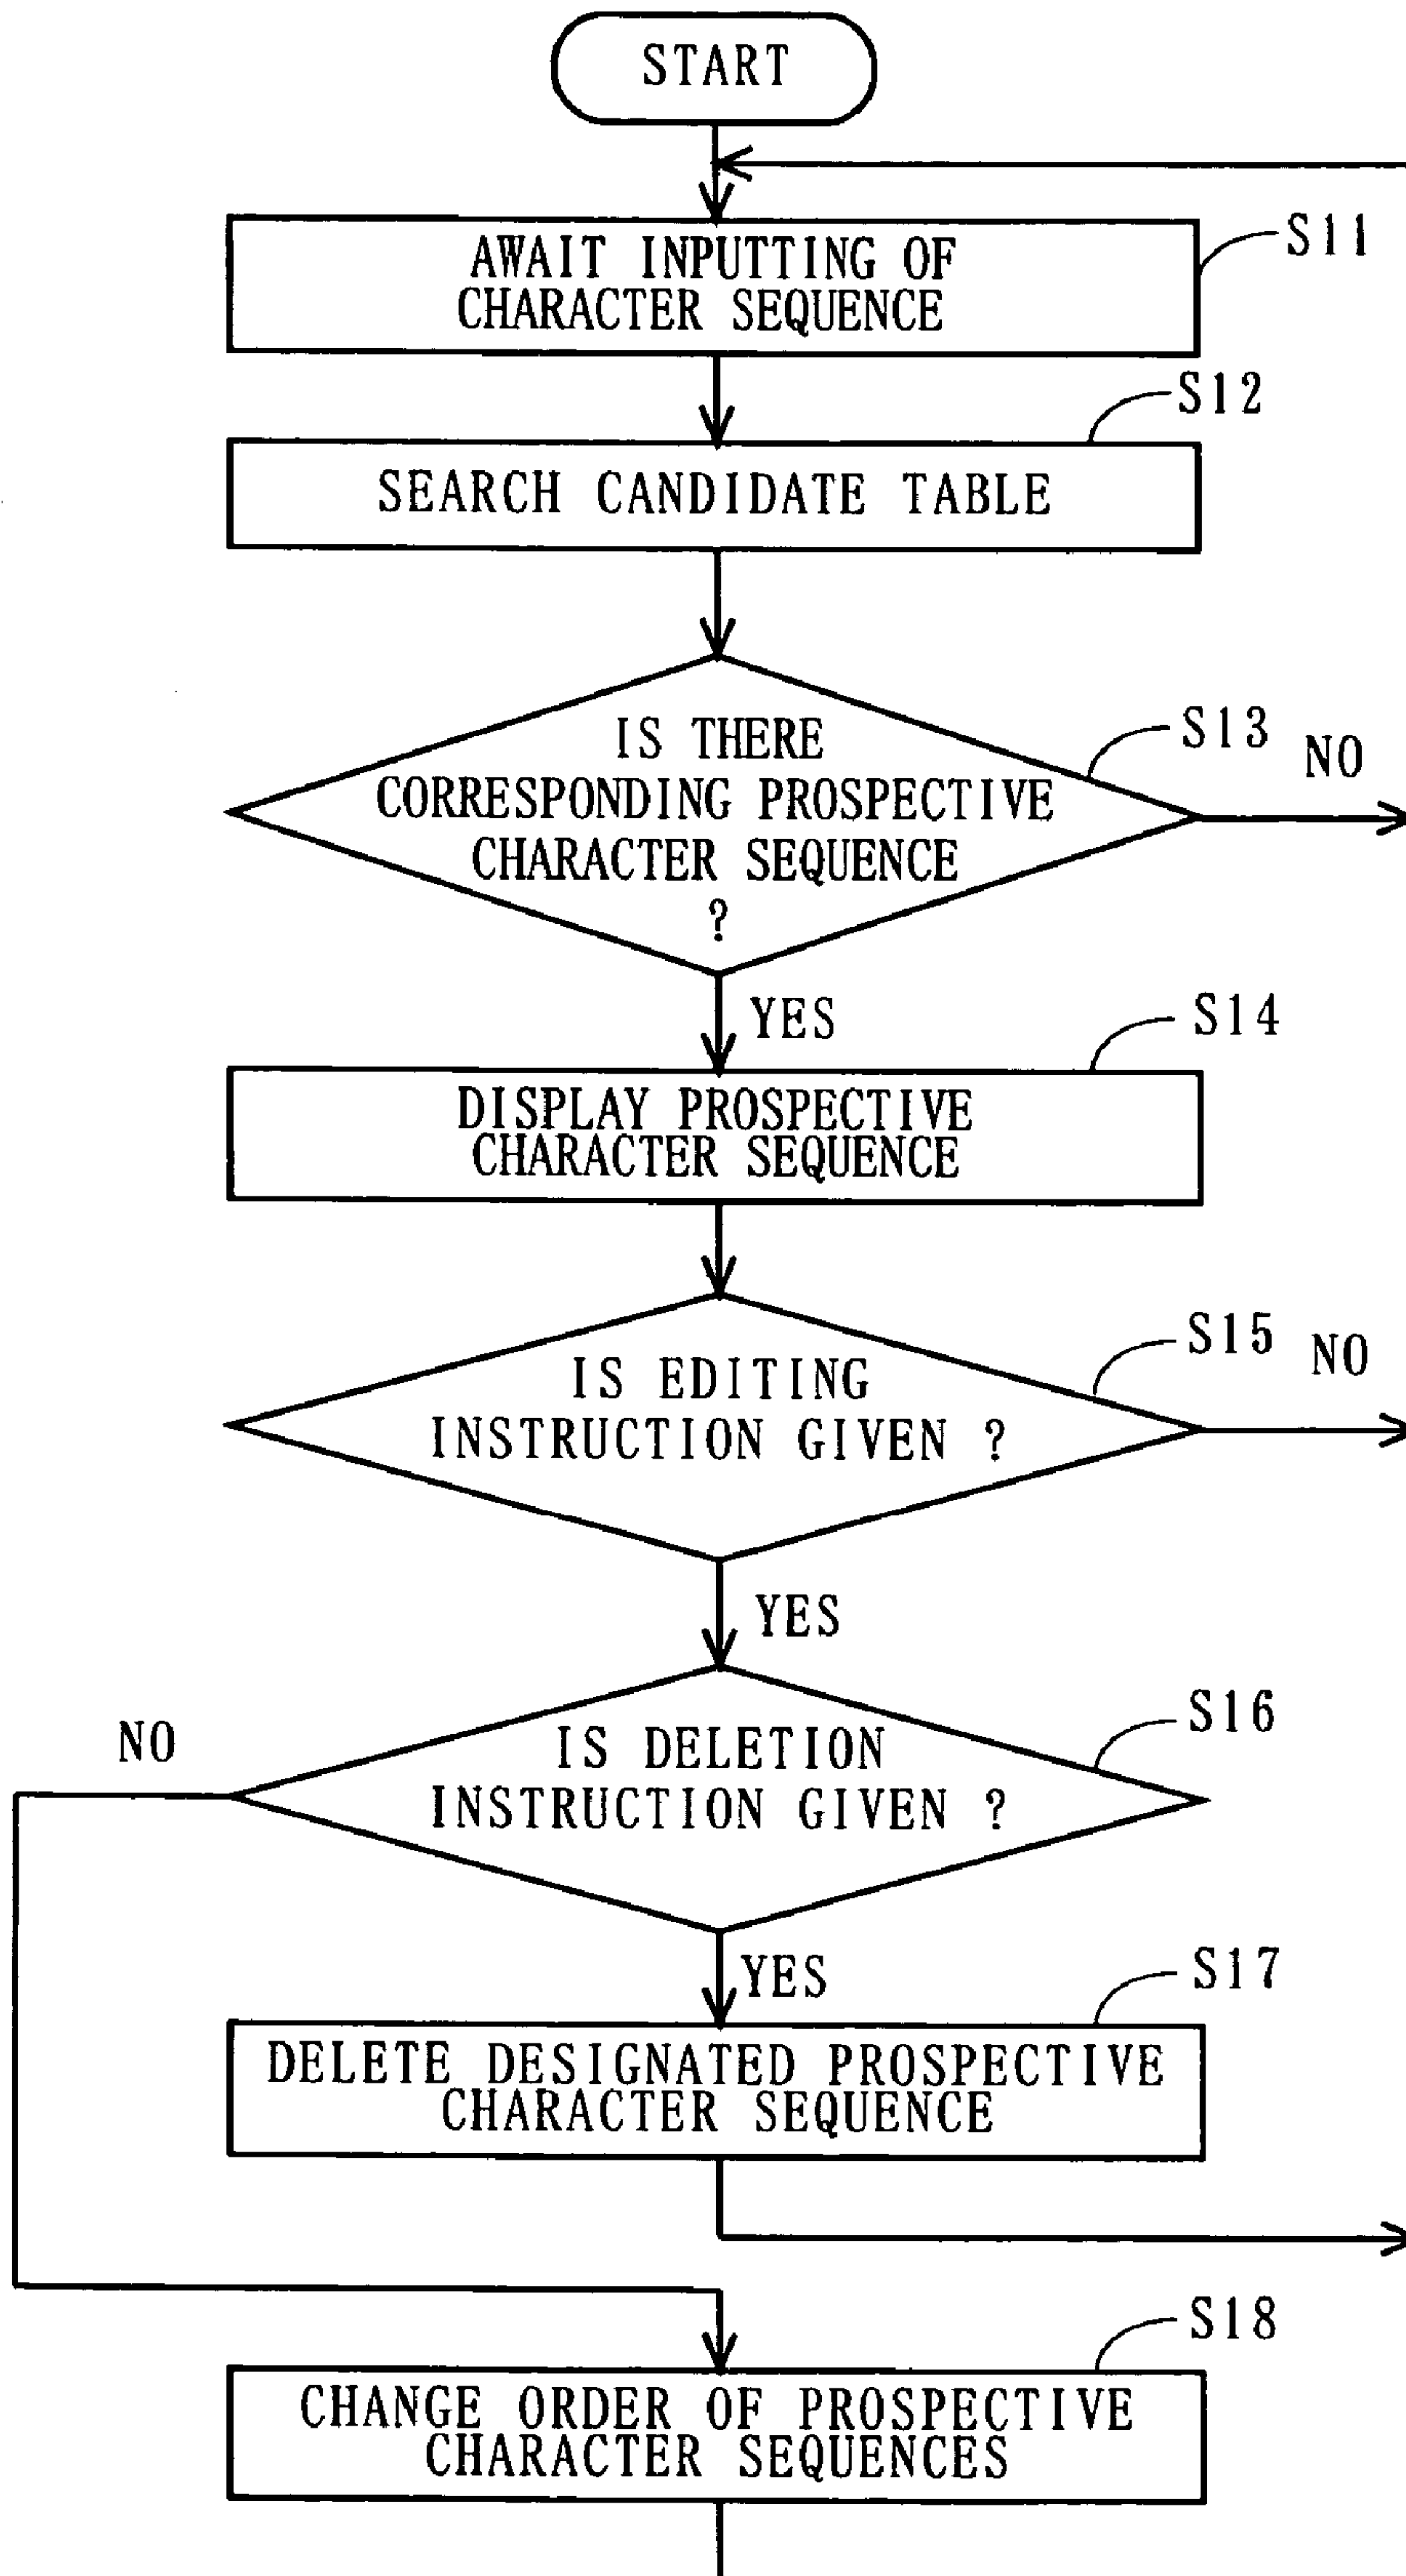 START
AWAIT INPUTTING OF
CHARACTER SEQUENCE
S11
SEARCH CANDIDATE TABLE
S12
IS THERE
CORRESPONDING PROSPECTIVE
CHARACTER SEQUENCE
?
S13
NO
YES
DISPLAY PROSPECTIVE
CHARACTER SEQUENCE
S14
IS EDITING
INSTRUCTION GIVEN ?
S15
NO
YES
IS DELETION
INSTRUCTION GIVEN ?
S16
NO
YES
DELETE DESIGNATED PROSPECTIVE
CHARACTER SEQUENCE
S17
CHANGE ORDER OF PROSPECTIVE
CHARACTER SEQUENCES
S18